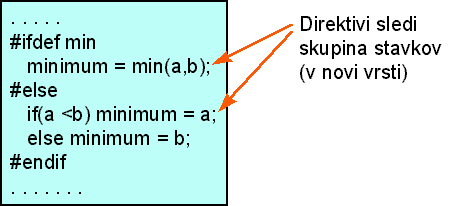 . . . . .
#ifdef min
minimum = min(a,b);
#else
if(a <b) minimum = a;
else minimum = b;
#endif
. . . . . . .
Direktivi sledi
skupina stavkov
(v novi vrsti)